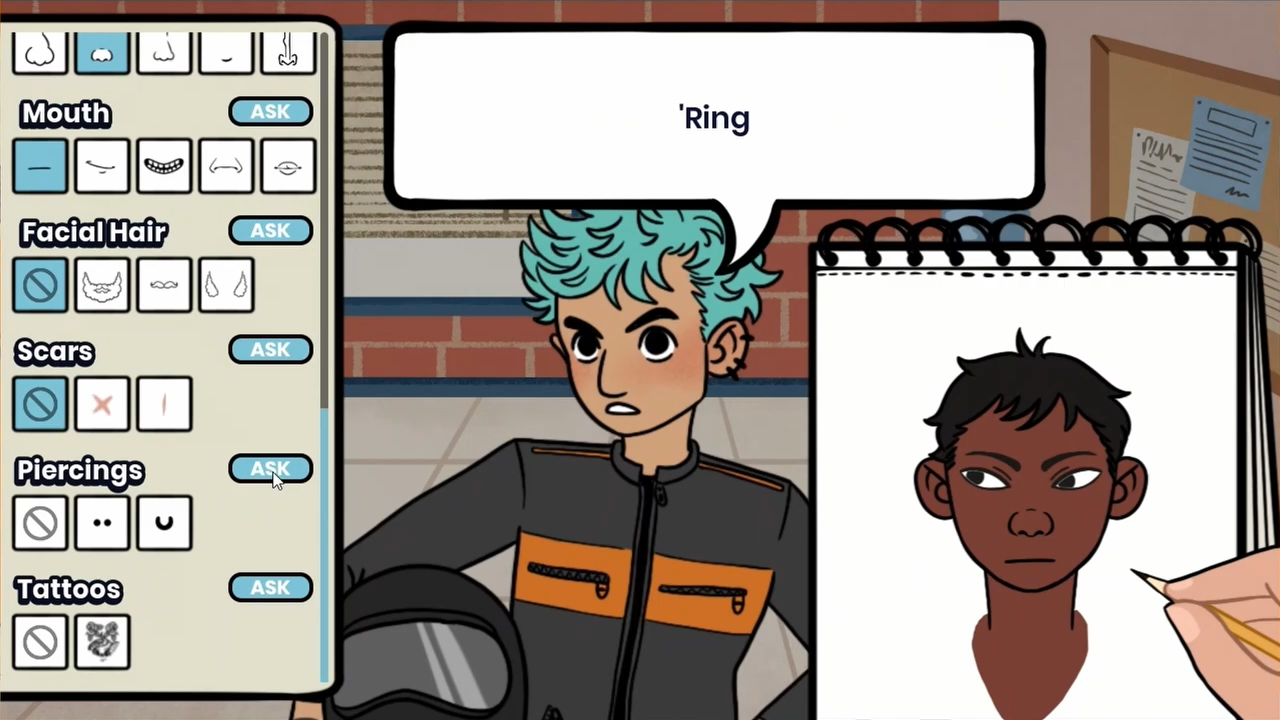 Mouth
ASK
Facial Hair
ASK
Scars
ASK
Piercings
ASK
Tattoos
ASK
'Ring